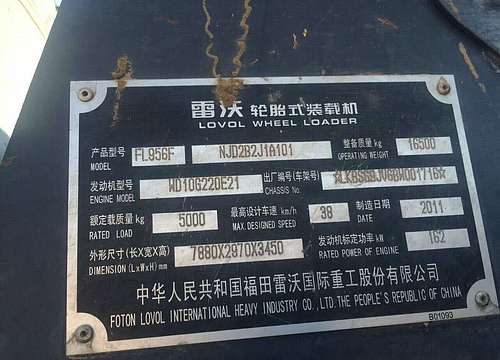 雷沃 轮胎式装载机
LOVOL WHEEL LOADER
产品型号 FL956F NJD2B2J1A101 整备质量 kg 16500
MODEL OPERATING WEIGHT
发动机型号 WD10G220E21 出厂编号(车架号)
ENGINE MODEL CHASSIS No.
额定载质量 kg 5000 最高设计车速 km/h 38 制造日期 2011
RATED LOAD MAX.DESIGNED SPEED DATE
外形尺寸(长X宽X高) 7880X2970X3450 发动机标定功率 kW 162
DIMENSION (LxWxH) mm RATED POWER OF ENGINE
中华人民共和国福田雷沃国际重工股份有限公司
FOTON LOVOL INTERNATIONAL HEAVY INDUSTRY CO., LTD. THE PEOPLE'S REPUBLIC OF CHINA
B01093